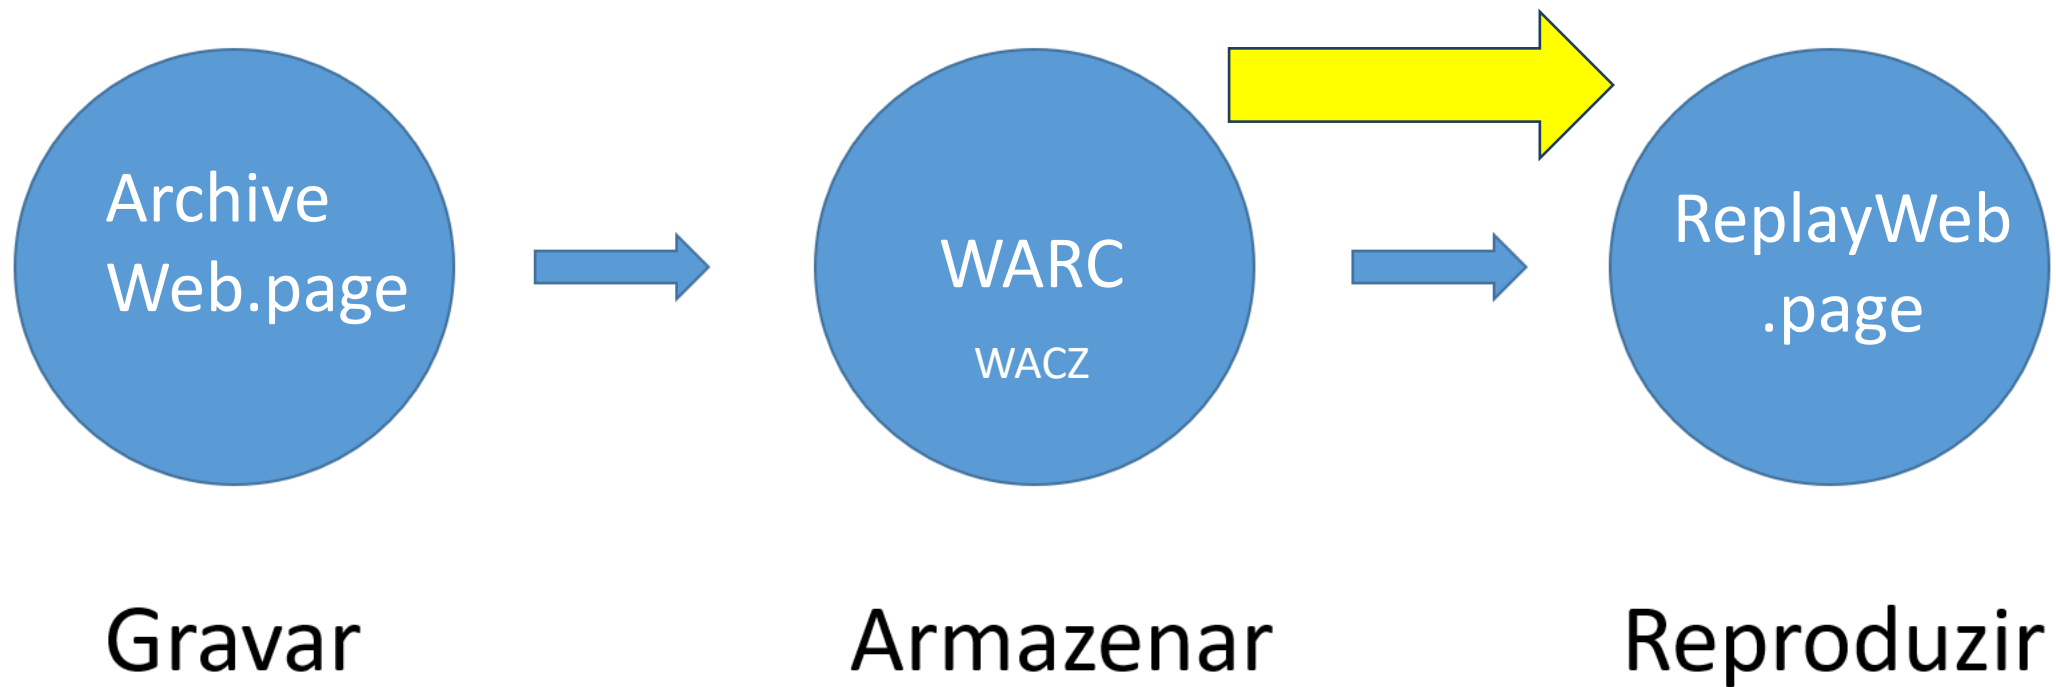 Archive
Web.page
WARC
WACZ
ReplayWeb
.page
Gravar
Armazenar
Reproduzir